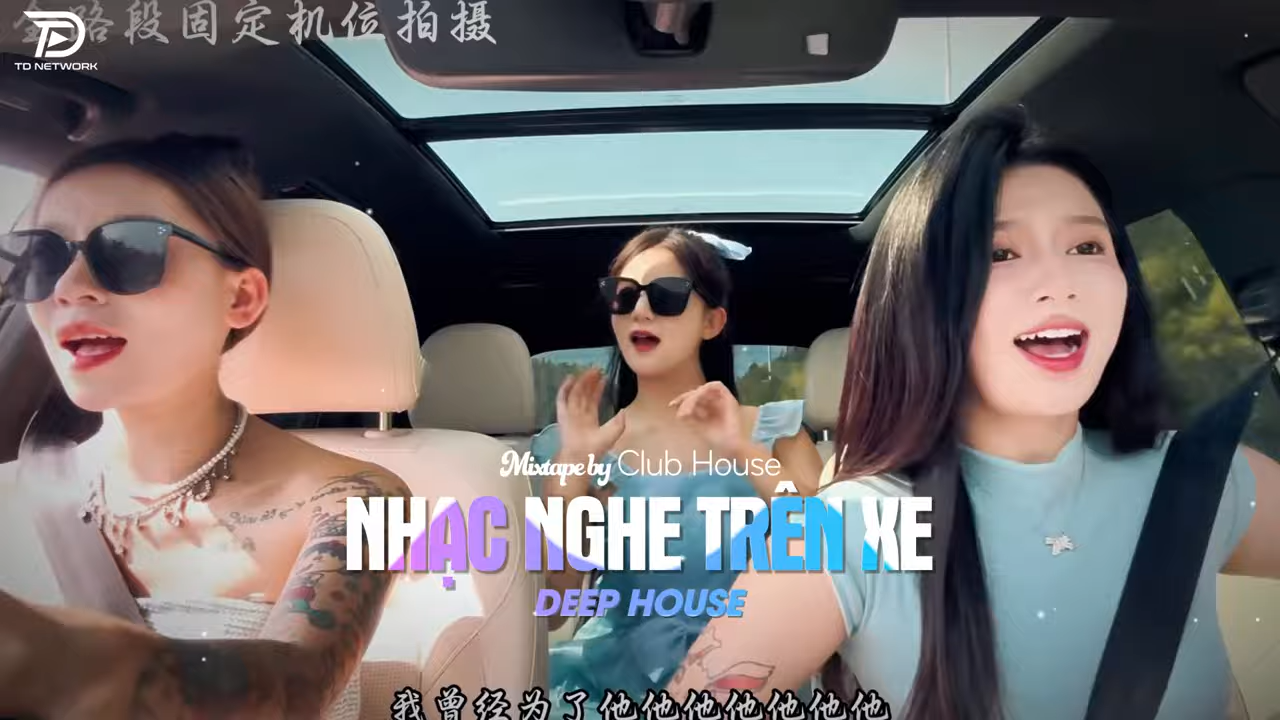 全路段固定机位拍摄
TD NETWORK
Mixtape by Club House
NHẠC NGHE TRÊN XE
DEEP HOUSE
我曾经为了他他他他他他他